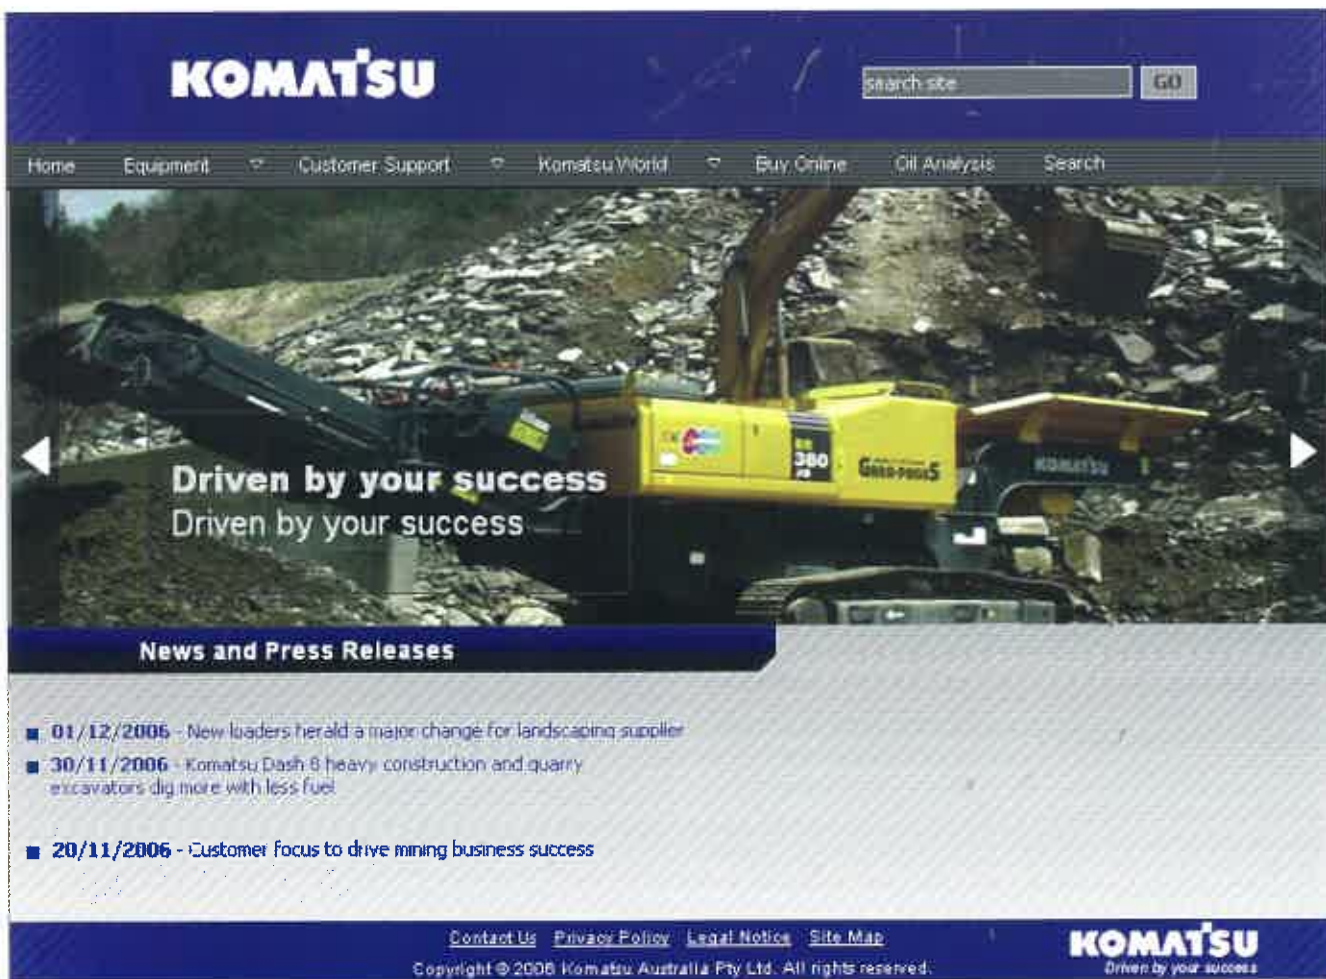 KOMATSU
search site GO
Home Equipment Customer Support Komatsu World Buy Online Oil Analysis Search
380
KOMATSU
Driven by your success
Driven by your success
News and Press Releases
01/12/2006 - New loaders herald a major change for landscaping supplier
30/11/2006 - Komatsu Dash 8 heavy construction and quarry
excavators dig more with less fuel
20/11/2006 - Customer focus to drive mining business success
Contact Us Privacy Policy Legal Notice Site Map
Copyright © 2006 Komatsu Australia Pty Ltd. All rights reserved.
KOMATSU
Driven by your success